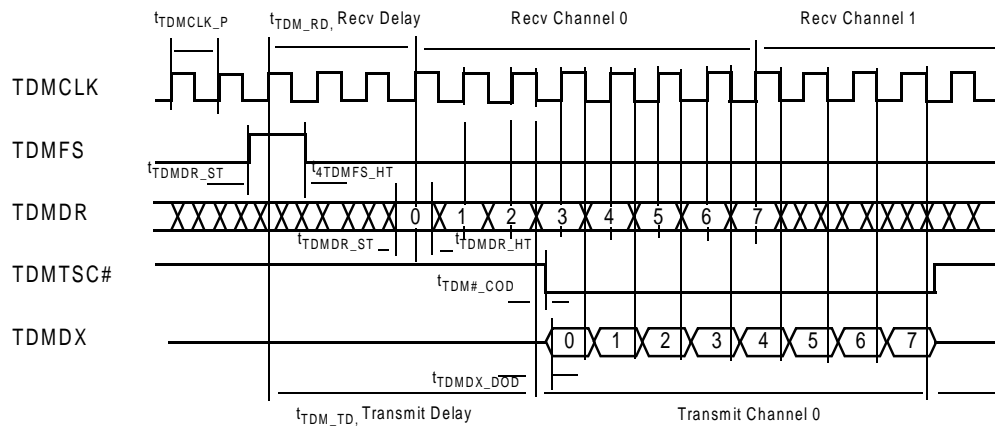 tTDMCLK_P tTDM_RD, Recv Delay Recv Channel 0 Recv Channel 1
TDMCLK
TDMFS
tTDMDR_ST t4TDMFS_HT
TDMDR 0 1 2 3 4 5 6 7
tTDMDR_ST tTDMDR_HT
TDMTSC#
tTDM#_COD
TDMDX 0 1 2 3 4 5 6 7
tTDMDX_DOD
tTDM_TD, Transmit Delay Transmit Channel 0